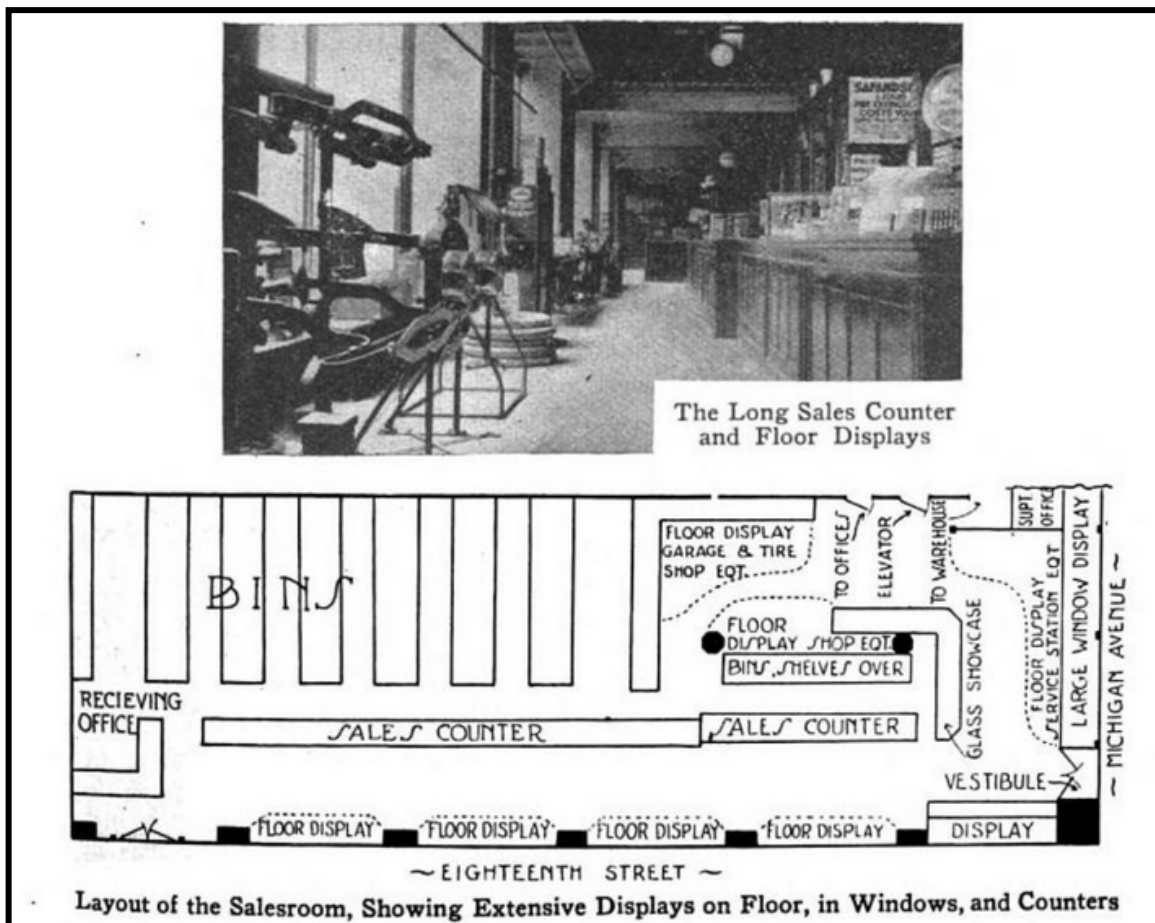 SAFANDSE
COSTS YOU
The Long Sales Counter
and Floor Displays
BINS
FLOOR DISPLAY
GARAGE & TIRE
SHOP EQT.
TO OFFICES
ELEVATOR
TO WAREHOUSE
SUPT.
OFFICE
LARGE WINDOW DISPLAY
FLOOR DISPLAY
SERVICE STATION EQT
~ MICHIGAN AVENUE ~
FLOOR
DISPLAY SHOP EQT.
BINS, SHELVES OVER
GLASS SHOWCASE
RECIEVING
OFFICE
SALES COUNTER
SALES COUNTER
VESTIBULE
FLOOR DISPLAY
FLOOR DISPLAY
FLOOR DISPLAY
FLOOR DISPLAY
DISPLAY
~ EIGHTEENTH STREET ~
Layout of the Salesroom, Showing Extensive Displays on Floor, in Windows, and Counters